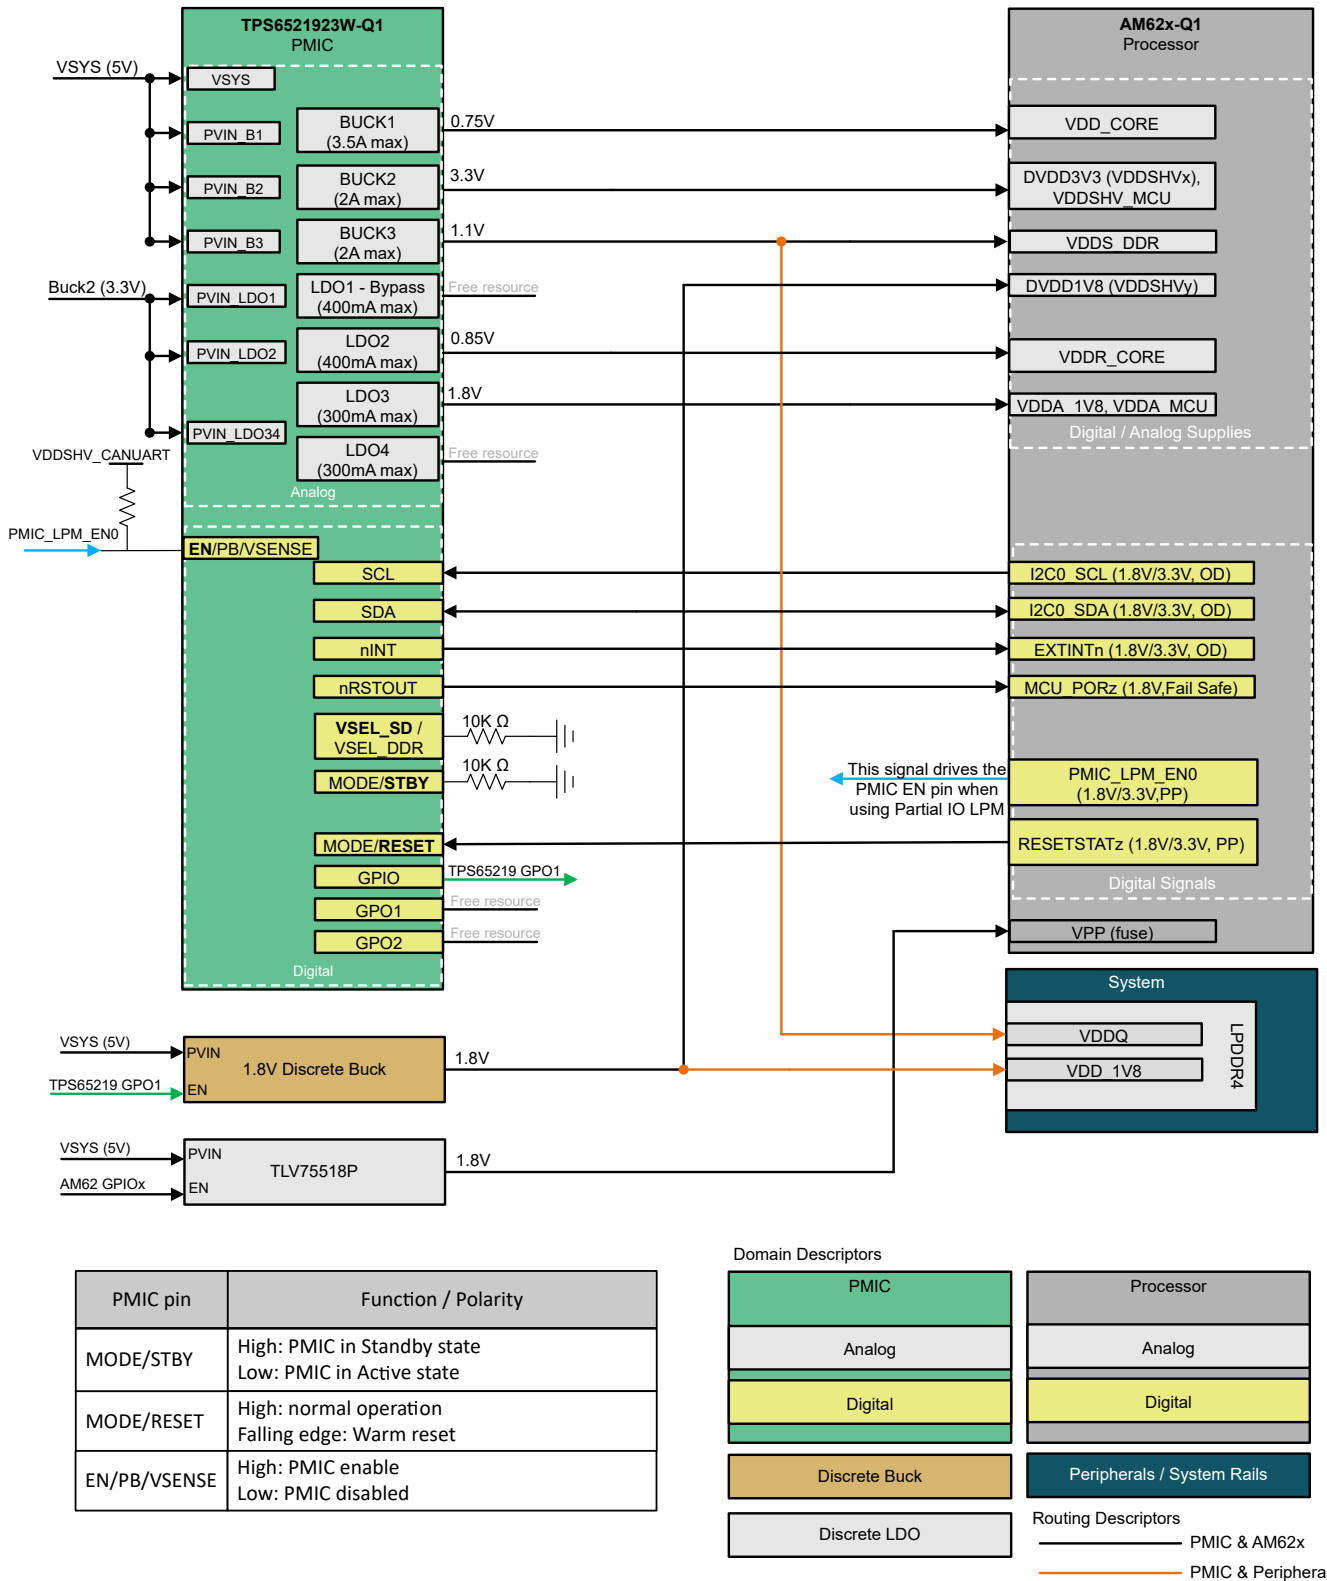 TPS6521923W-Q1
PMIC
AM62x-Q1
Processor
VSYS (5V)
VSYS
PVIN_B1
BUCK1
(3.5A max)
0.75V
VDD_CORE
PVIN_B2
BUCK2
(2A max)
3.3V
DVDD3V3 (VDDSHVx),
VDDSHV_MCU
PVIN_B3
BUCK3
(2A max)
1.1V
VDDS_DDR
Buck2 (3.3V)
PVIN_LDO1
LDO1 - Bypass
(400mA max)
Free resource
DVDD1V8 (VDDSHVy)
PVIN_LDO2
LDO2
(400mA max)
0.85V
VDDR_CORE
LDO3
(300mA max)
1.8V
VDDA_1V8, VDDA_MCU
PVIN_LDO34
Digital / Analog Supplies
LDO4
(300mA max)
Free resource
Analog
VDDSHV_CANUART
PMIC_LPM_EN0
EN/PB/VSENSE
SCL
I2C0_SCL (1.8V/3.3V, OD)
SDA
I2C0_SDA (1.8V/3.3V, OD)
nINT
EXTINTn (1.8V/3.3V, OD)
nRSTOUT
MCU_PORz (1.8V,Fail Safe)
VSEL_SD /
VSEL_DDR
10K Ω
MODE/STBY
10K Ω
This signal drives the
PMIC EN pin when
using Partial IO LPM
PMIC_LPM_EN0
(1.8V/3.3V,PP)
MODE/RESET
RESETSTATz (1.8V/3.3V, PP)
GPIO
TPS65219 GPO1
Digital Signals
GPO1
Free resource
GPO2
Free resource
Digital
VPP (fuse)
System
VDDQ
VDD_1V8
LPDDR4
VSYS (5V)
PVIN
1.8V Discrete Buck
1.8V
TPS65219 GPO1
EN
VSYS (5V)
PVIN
TLV75518P
1.8V
AM62 GPIOx
EN
PMIC pin
Function / Polarity
MODE/STBY
High: PMIC in Standby state
Low: PMIC in Active state
MODE/RESET
High: normal operation
Falling edge: Warm reset
EN/PB/VSENSE
High: PMIC enable
Low: PMIC disabled
Domain Descriptors
PMIC
Analog
Digital
Processor
Analog
Digital
Discrete Buck
Peripherals / System Rails
Discrete LDO
Routing Descriptors
PMIC & AM62x
PMIC & Periphera